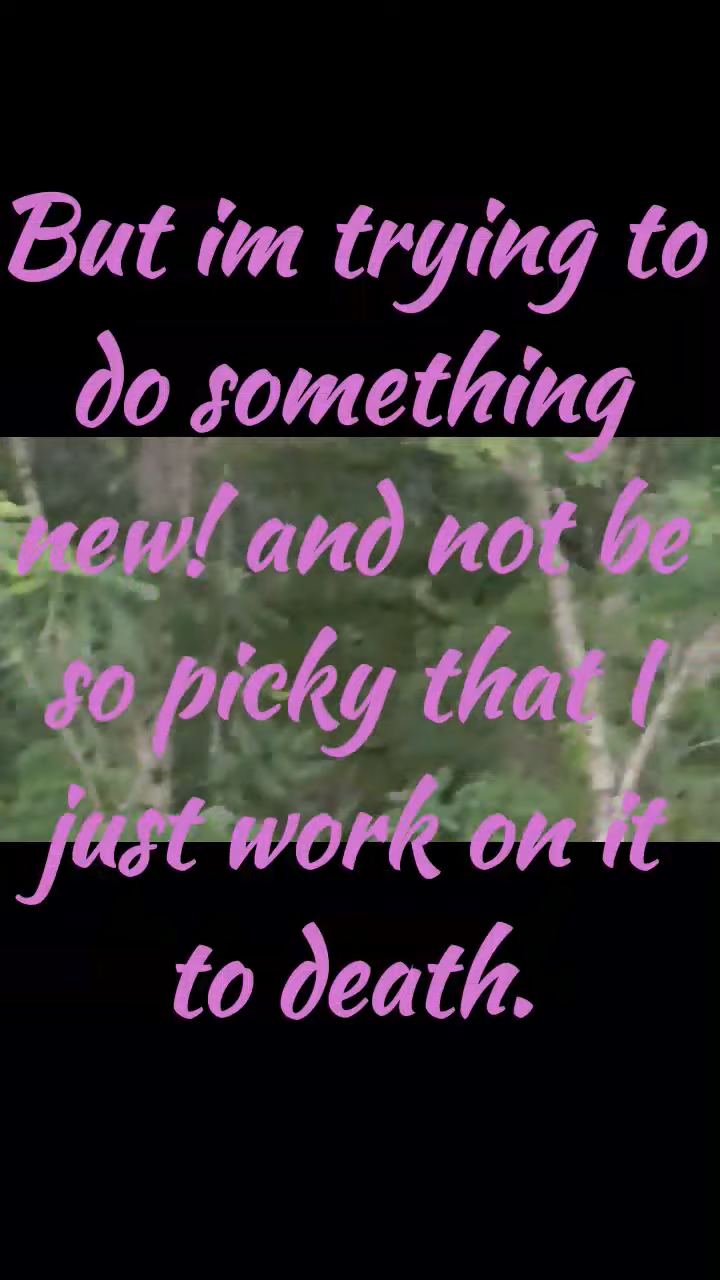 But im trying to
do something
new! and not be
so picky that I
just work on it
to death.